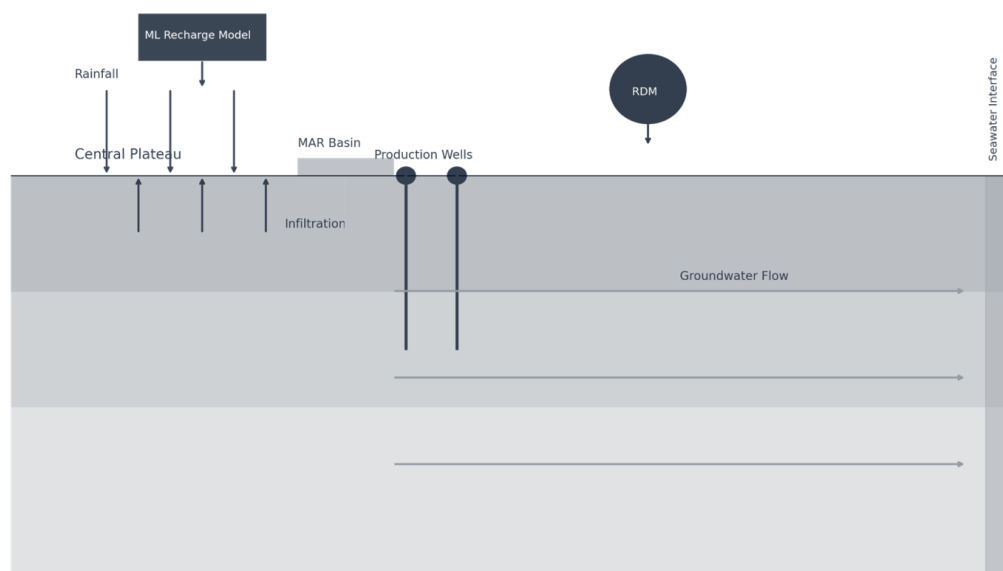 ML Recharge Model
Rainfall
RDM
Seawater Interface
MAR Basin
Central Plateau
Production Wells
Infiltration
Groundwater Flow